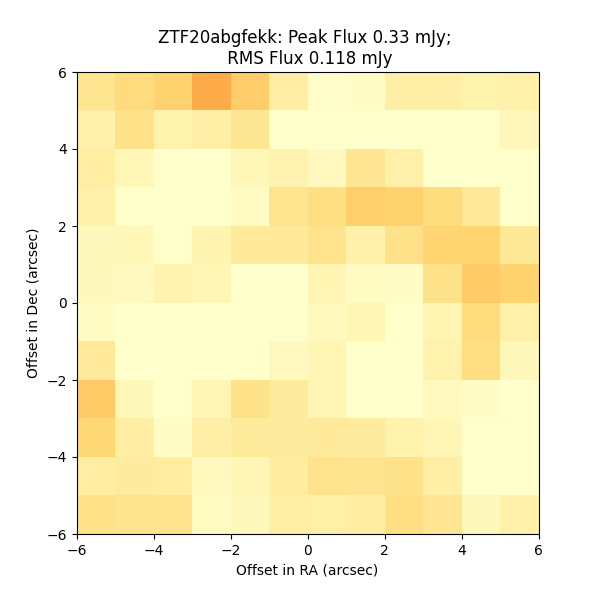 ZTF20abgfekk: Peak Flux 0.33 mJy;
RMS Flux 0.118 mJy
6
4
2
0
−2
−4
−6
Offset in Dec (arcsec)
−6 −4 −2 0 2 4 6
Offset in RA (arcsec)